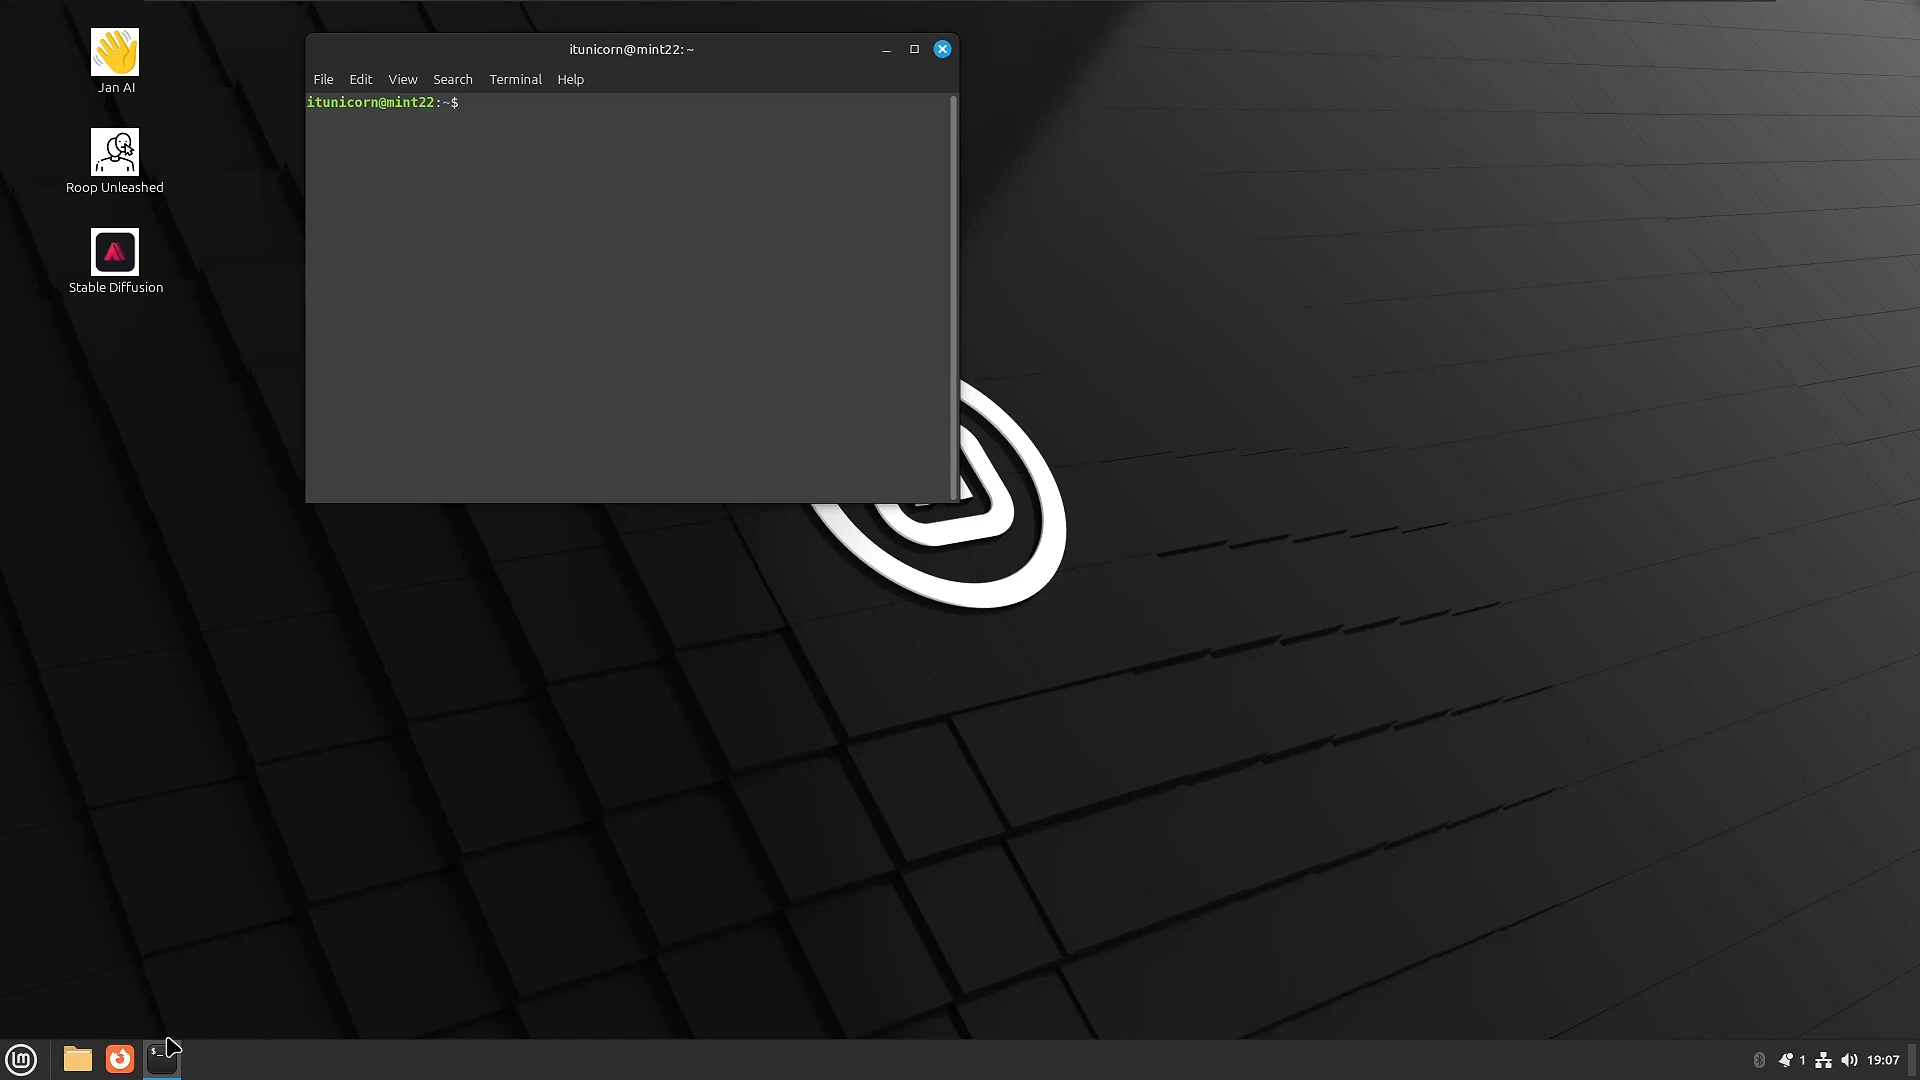 Jan AI
Roop Unleashed
Stable Diffusion
itunicorn@mint22: ~
File Edit View Search Terminal Help
itunicorn@mint22:~$
$_
1
19:07